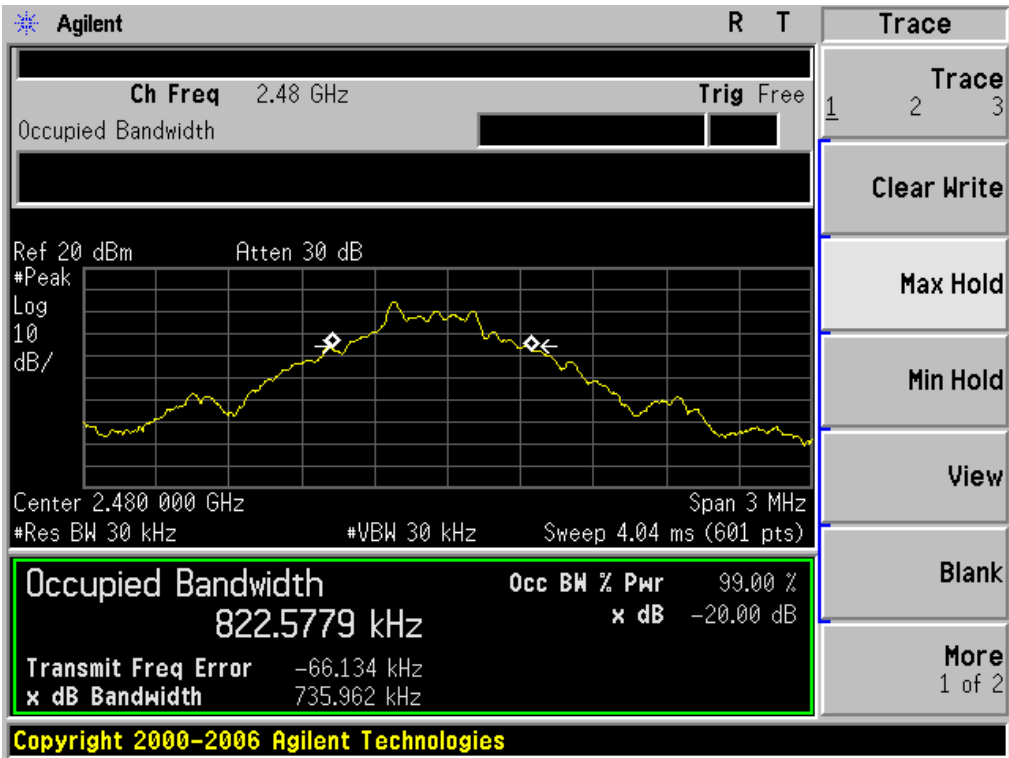 Agilent R T
Ch Freq 2.48 GHz Trig Free
Occupied Bandwidth
Ref 20 dBm Atten 30 dB
#Peak
Log
10
dB/
Center 2.480 000 GHz Span 3 MHz
#Res BW 30 kHz #VBW 30 kHz Sweep 4.04 ms (601 pts)
Occupied Bandwidth Occ BW % Pwr 99.00 %
822.5779 kHz x dB -20.00 dB
Transmit Freq Error -66.134 kHz
x dB Bandwidth 735.962 kHz
Copyright 2000-2006 Agilent Technologies
Trace
Trace
1 2 3
Clear Write
Max Hold
Min Hold
View
Blank
More
1 of 2